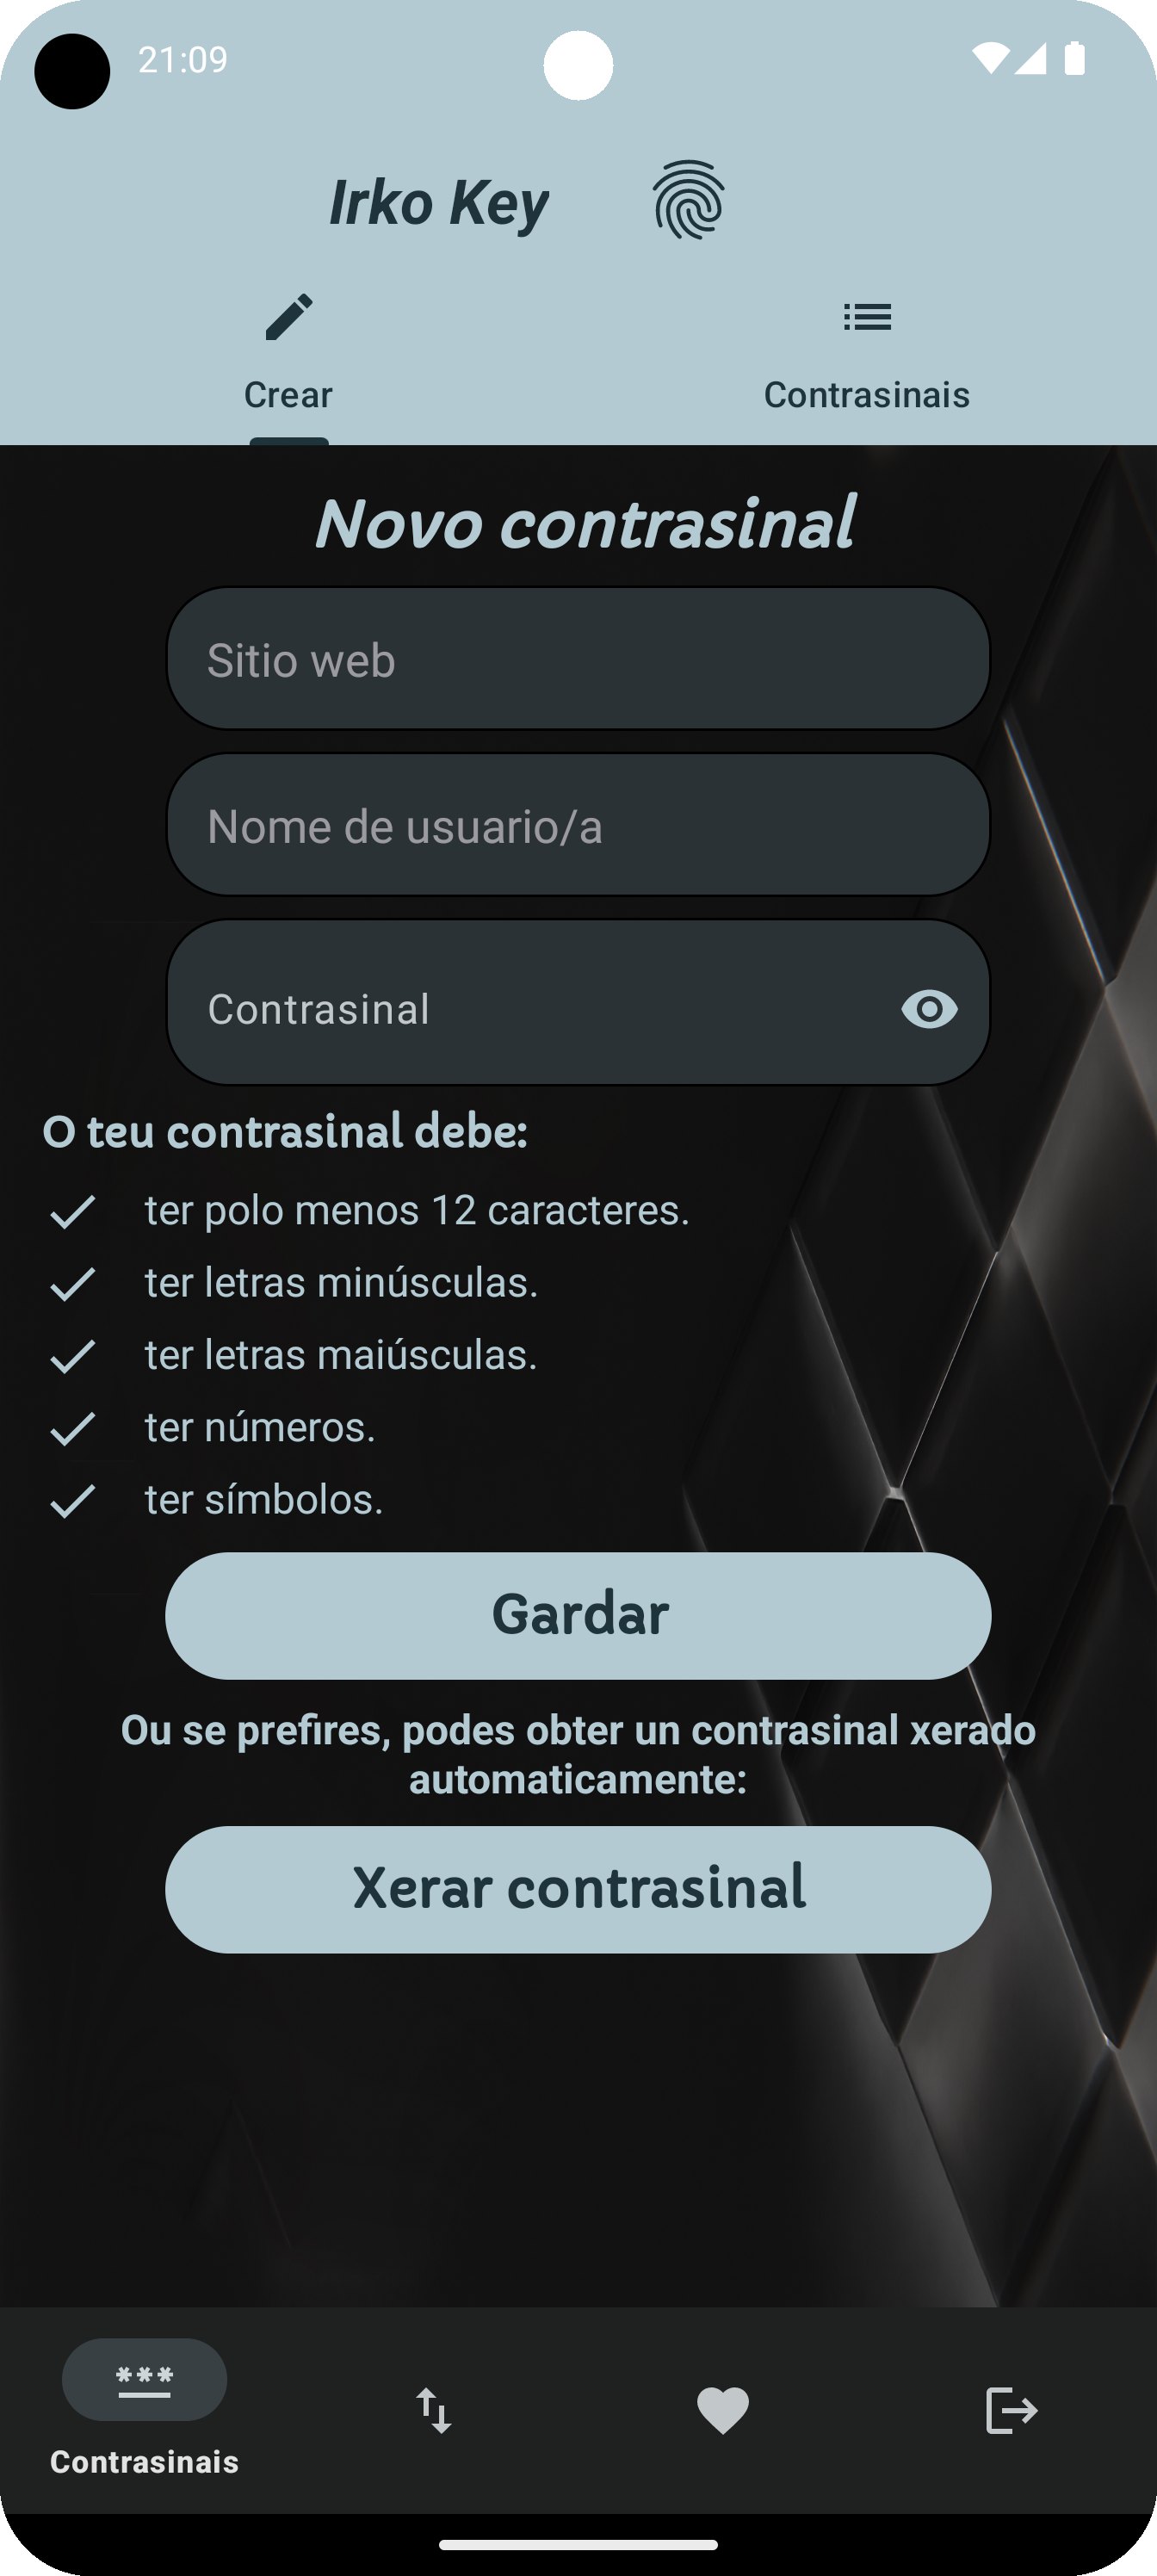 21:09
Irko Key
Crear
Contrasinais
Novo contrasinal
Sitio web
Nome de usuario/a
Contrasinal
O teu contrasinal debe:
ter polo menos 12 caracteres.
ter letras minúsculas.
ter letras maiúsculas.
ter números.
ter símbolos.
Gardar
Ou se prefires, podes obter un contrasinal xerado
automaticamente:
Xerar contrasinal
Contrasinais